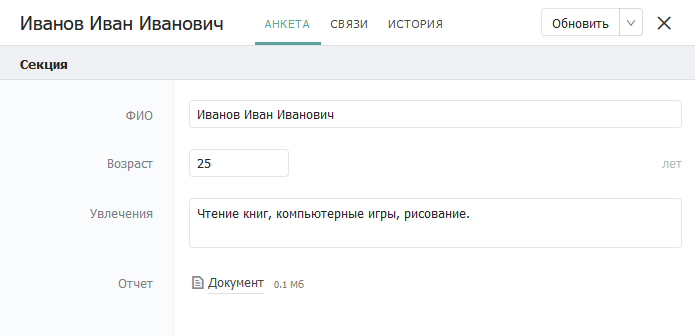 Иванов Иван Иванович АНКЕТА СВЯЗИ ИСТОРИЯ Обновить
Секция
ФИО Иванов Иван Иванович
Возраст 25 лет
Увлечения Чтение книг, компьютерные игры, рисование.
Отчет Документ 0.1 Мб